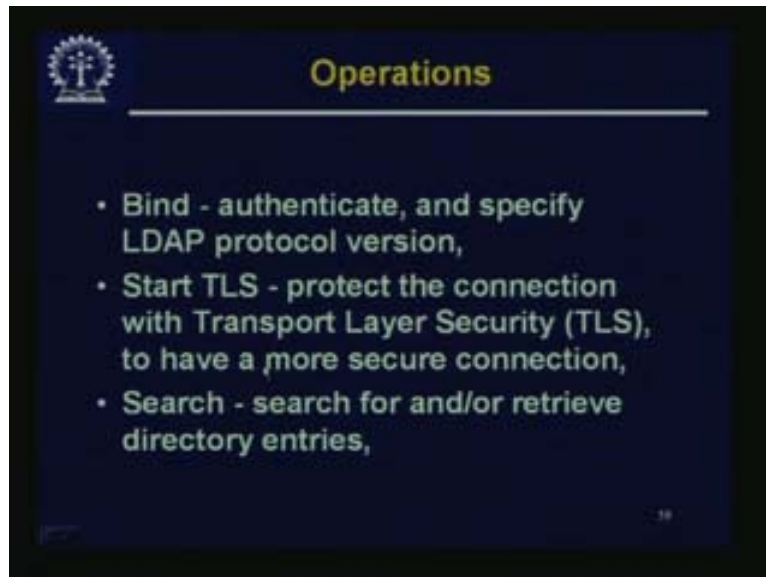 Operations
• Bind - authenticate, and specify
LDAP protocol version,
• Start TLS - protect the connection
with Transport Layer Security (TLS),
to have a more secure connection,
• Search - search for and/or retrieve
directory entries,